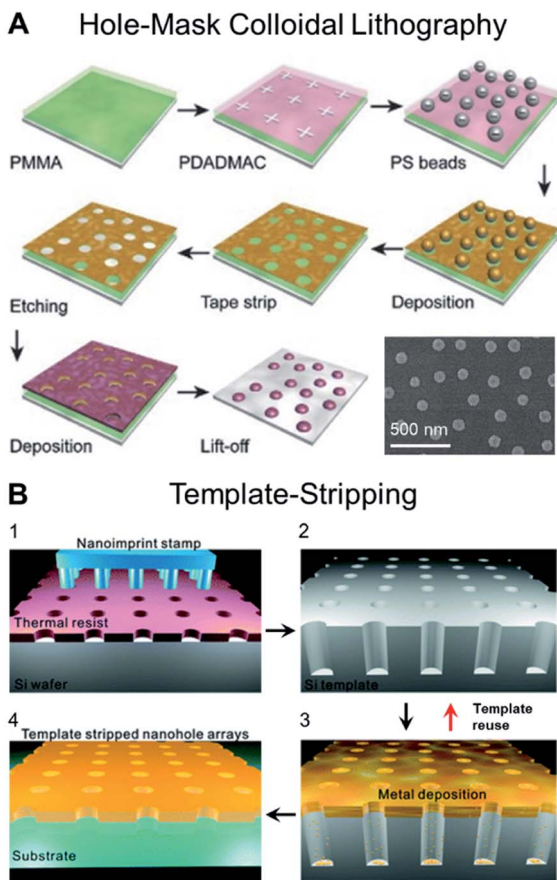 A Hole-Mask Colloidal Lithography
PMMA
PDADMAC
PS beads
Etching
Tape strip
Deposition
Deposition
Lift-off
500 nm
B Template-Stripping
1
Nanoimprint stamp
Thermal resist
Si wafer
2
Si template
Template
reuse
4
Template stripped nanohole arrays
Substrate
3
Metal deposition